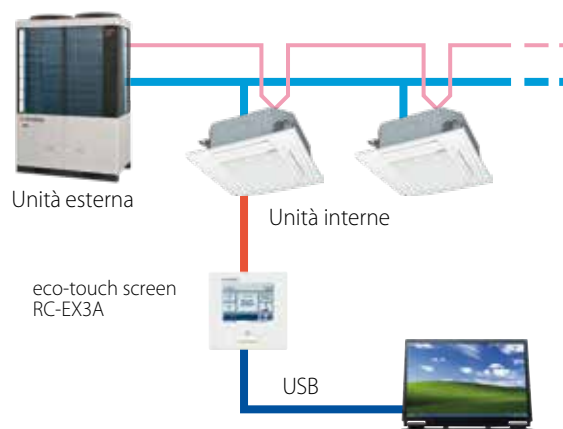 Unità esterna
Unità interne
eco-touch screen
RC-EX3A
USB